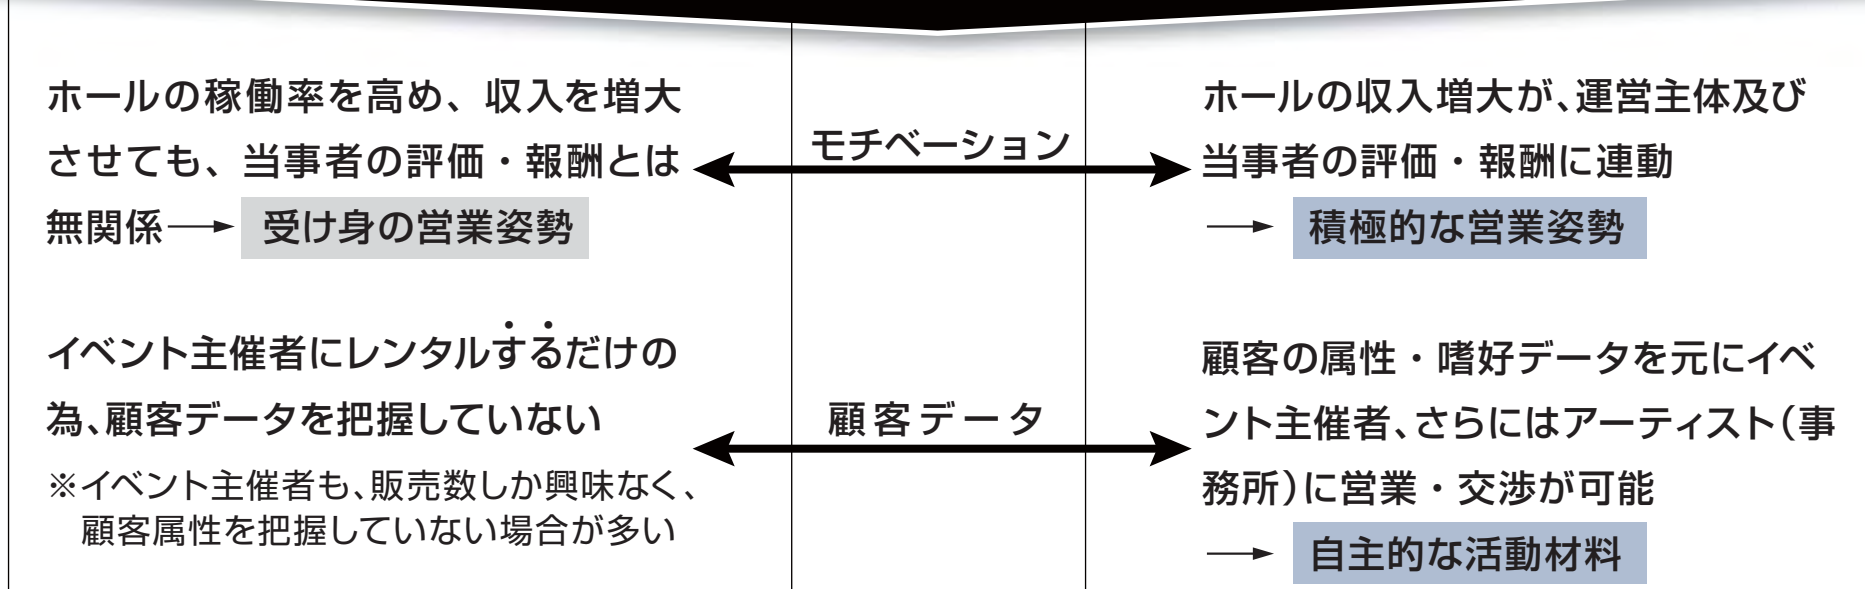 ホールの稼働率を高め、収入を増大
させても、当事者の評価・報酬とは
無関係→ 受け身の営業姿勢
モチベーション
ホールの収入増大が、運営主体及び
当事者の評価・報酬に連動
→ 積極的な営業姿勢
イベント主催者にレンタルするだけの
為、顧客データを把握していない
※イベント主催者も、販売数しか興味なく、
顧客属性を把握していない場合が多い
顧客データ
顧客の属性・嗜好データを元にイベ
ント主催者、さらにはアーティスト（事
務所）に営業・交渉が可能
→ 自主的な活動材料